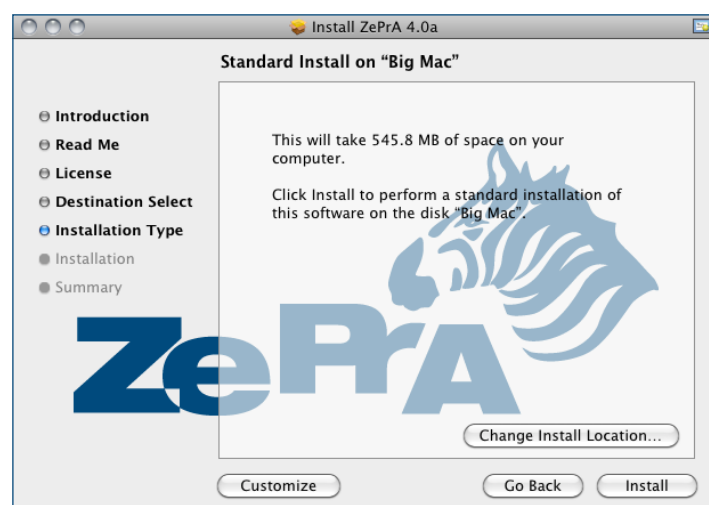 Install ZePrA 4.0a
Standard Install on “Big Mac”
Introduction
Read Me
License
Destination Select
Installation Type
Installation
Summary
This will take 545.8 MB of space on your
computer.
Click Install to perform a standard installation of
this software on the disk “Big Mac”.
ZePrA
Change Install Location...
Customize
Go Back
Install